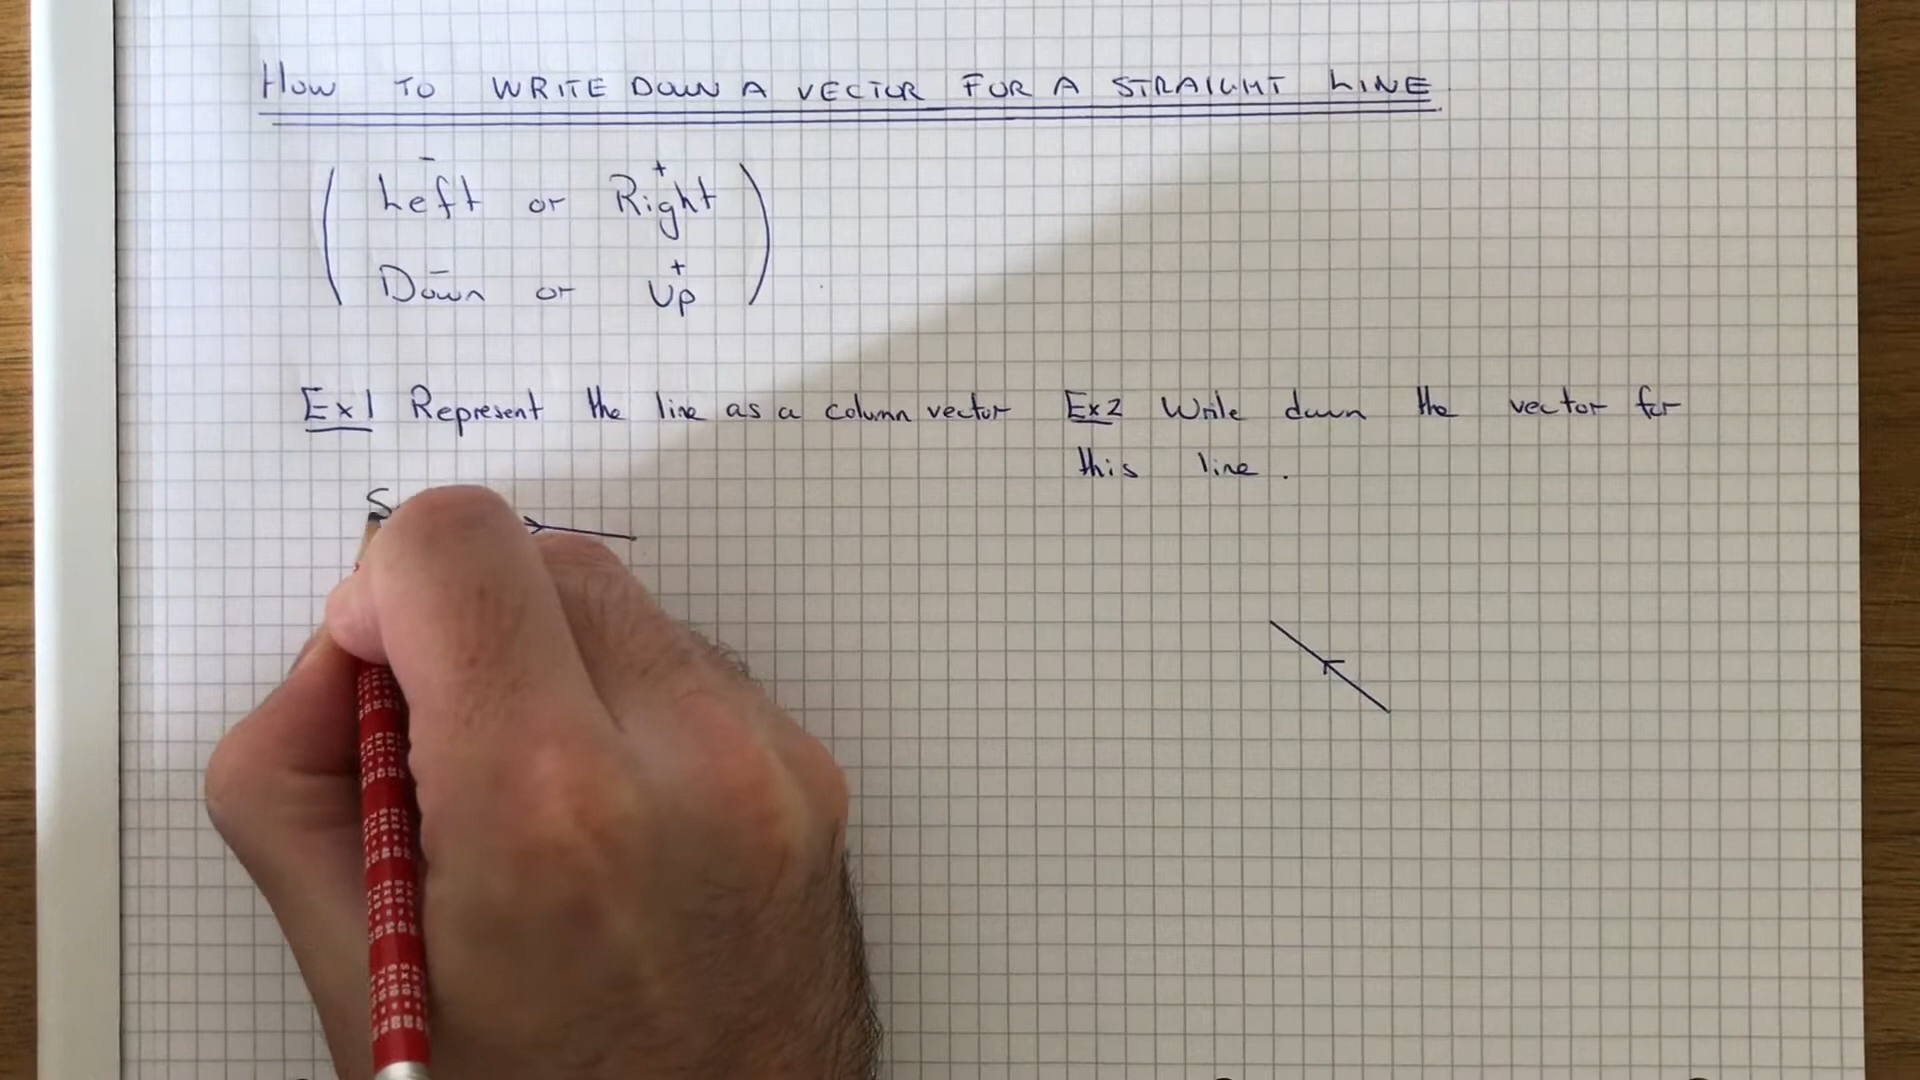 HOW TO WRITE DOWN A VECTOR FOR A STRAIGHT LINE
- +
Left or Right
- +
Down or Up
Ex1 Represent the line as a column vector
Ex2 Write down the vector for
this line.
S